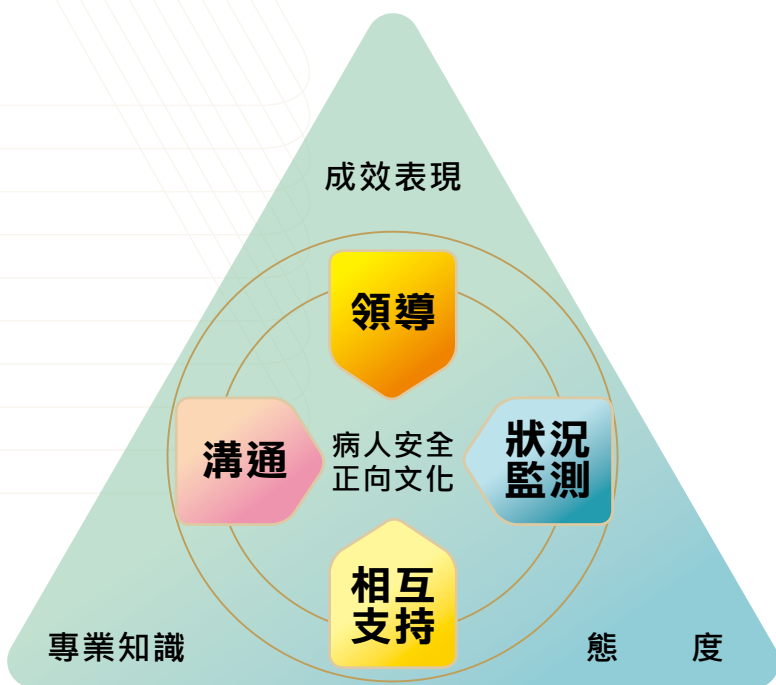 成效表現
領導
溝通
病人安全
正向文化
狀況
監測
相互
支持
專業知識
態度